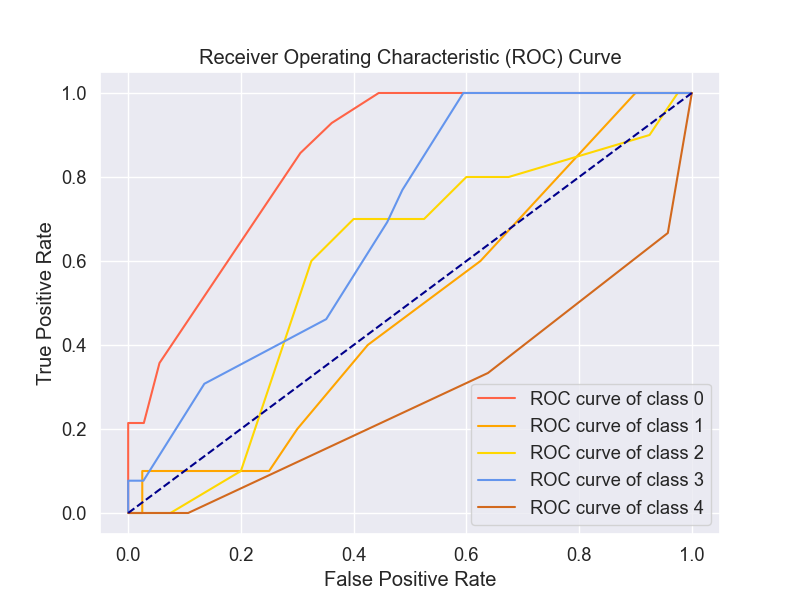 Receiver Operating Characteristic (ROC) Curve
True Positive Rate
1.0
0.8
0.6
0.4
0.2
0.0
ROC curve of class 0
ROC curve of class 1
ROC curve of class 2
ROC curve of class 3
ROC curve of class 4
0.0 0.2 0.4 0.6 0.8 1.0
False Positive Rate